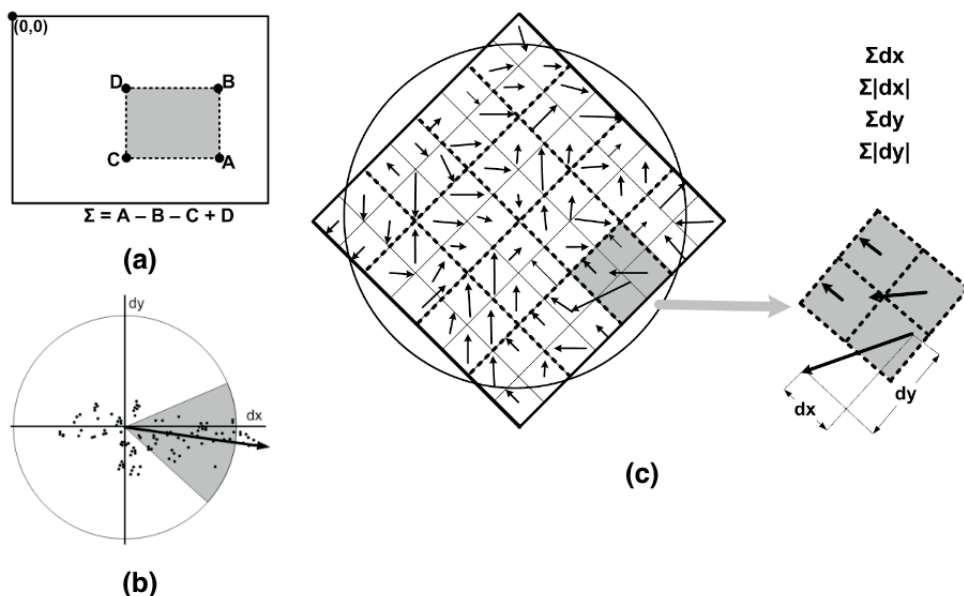 (0,0)
D
B
C
A
Σ = A – B – C + D
(a)
dy
dx
(b)
Σdx
Σ|dx|
Σdy
Σ|dy|
dx
dy
(c)